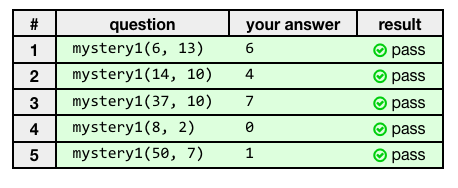 # question your answer result
1 mystery1(6, 13) 6 pass
2 mystery1(14, 10) 4 pass
3 mystery1(37, 10) 7 pass
4 mystery1(8, 2) 0 pass
5 mystery1(50, 7) 1 pass